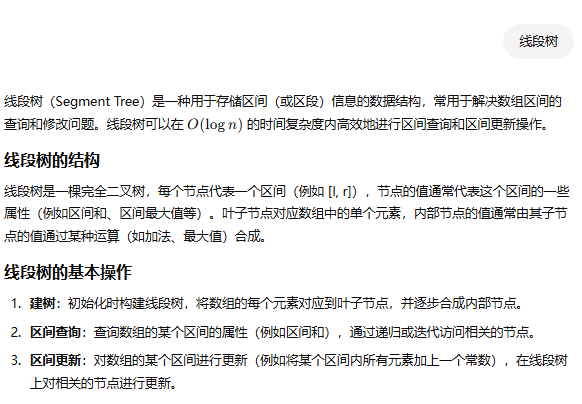 线段树
线段树（Segment Tree）是一种用于存储区间（或区段）信息的数据结构，常用于解决数组区间的
查询和修改问题。线段树可以在 O(log n) 的时间复杂度内高效地进行区间查询和区间更新操作。
线段树的结构
线段树是一棵完全二叉树，每个节点代表一个区间（例如 [l, r]），节点的值通常代表这个区间的一些
属性（例如区间和、区间最大值等）。叶子节点对应数组中的单个元素，内部节点的值通常由其子节
点的值通过某种运算（如加法、最大值）合成。
线段树的基本操作
1. 建树：初始化时构建线段树，将数组的每个元素对应到叶子节点，并逐步合成内部节点。
2. 区间查询：查询数组的某个区间的属性（例如区间和），通过递归或迭代访问相关的节点。
3. 区间更新：对数组的某个区间进行更新（例如将某个区间内所有元素加上一个常数），在线段树
上对相关的节点进行更新。